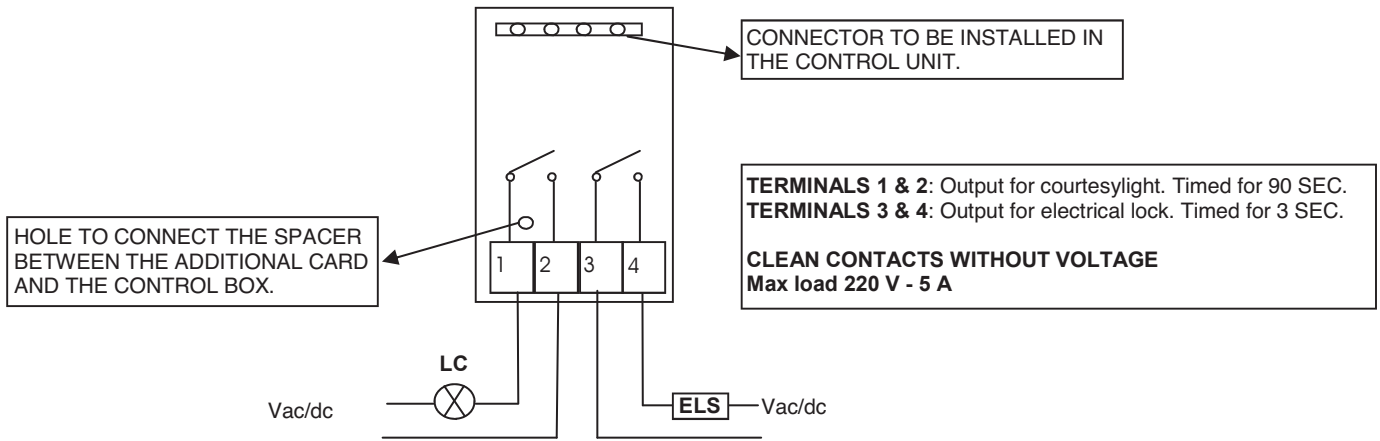 CONNECTOR TO BE INSTALLED IN
THE CONTROL UNIT.
TERMINALS 1 & 2: Output for courtesylight. Timed for 90 SEC.
TERMINALS 3 & 4: Output for electrical lock. Timed for 3 SEC.
CLEAN CONTACTS WITHOUT VOLTAGE
Max load 220 V - 5 A
HOLE TO CONNECT THE SPACER
BETWEEN THE ADDITIONAL CARD
AND THE CONTROL BOX.
1 2 3 4
LC
Vac/dc
ELS
Vac/dc